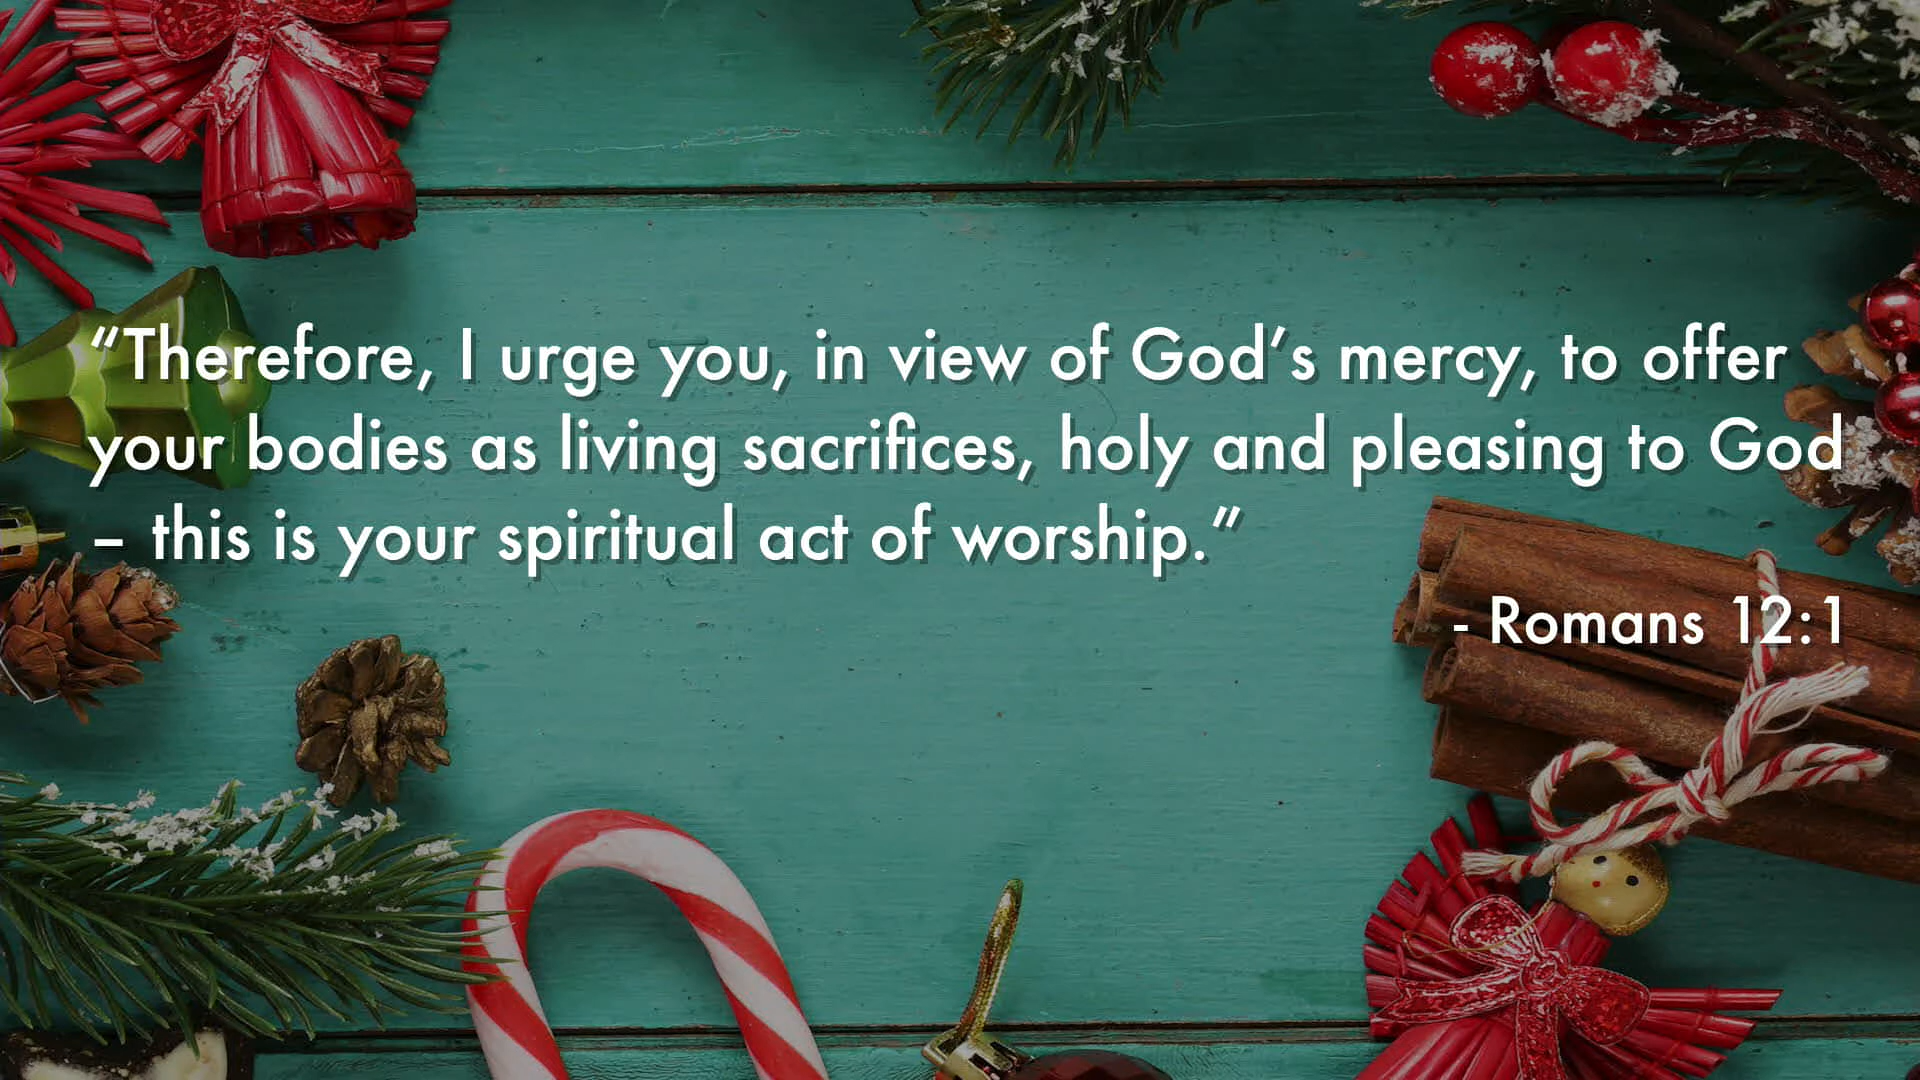 “Therefore, I urge you, in view of God’s mercy, to offer
your bodies as living sacrifices, holy and pleasing to God
– this is your spiritual act of worship.”
- Romans 12:1